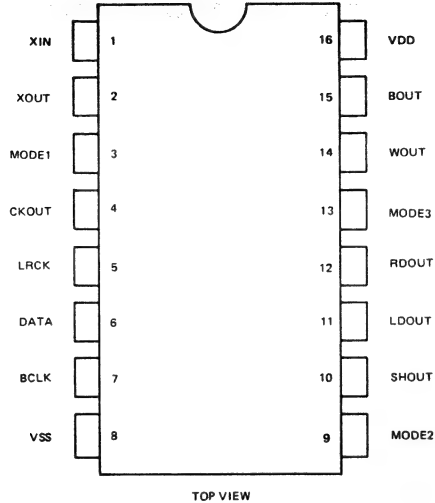 XIN 1 16 VDD
XOUT 2 15 BOUT
MODE1 3 14 WOUT
CKOUT 4 13 MODE3
LRCK 5 12 RDOUT
DATA 6 11 LDOUT
BCLK 7 10 SHOUT
VSS 8 9 MODE2
TOP VIEW